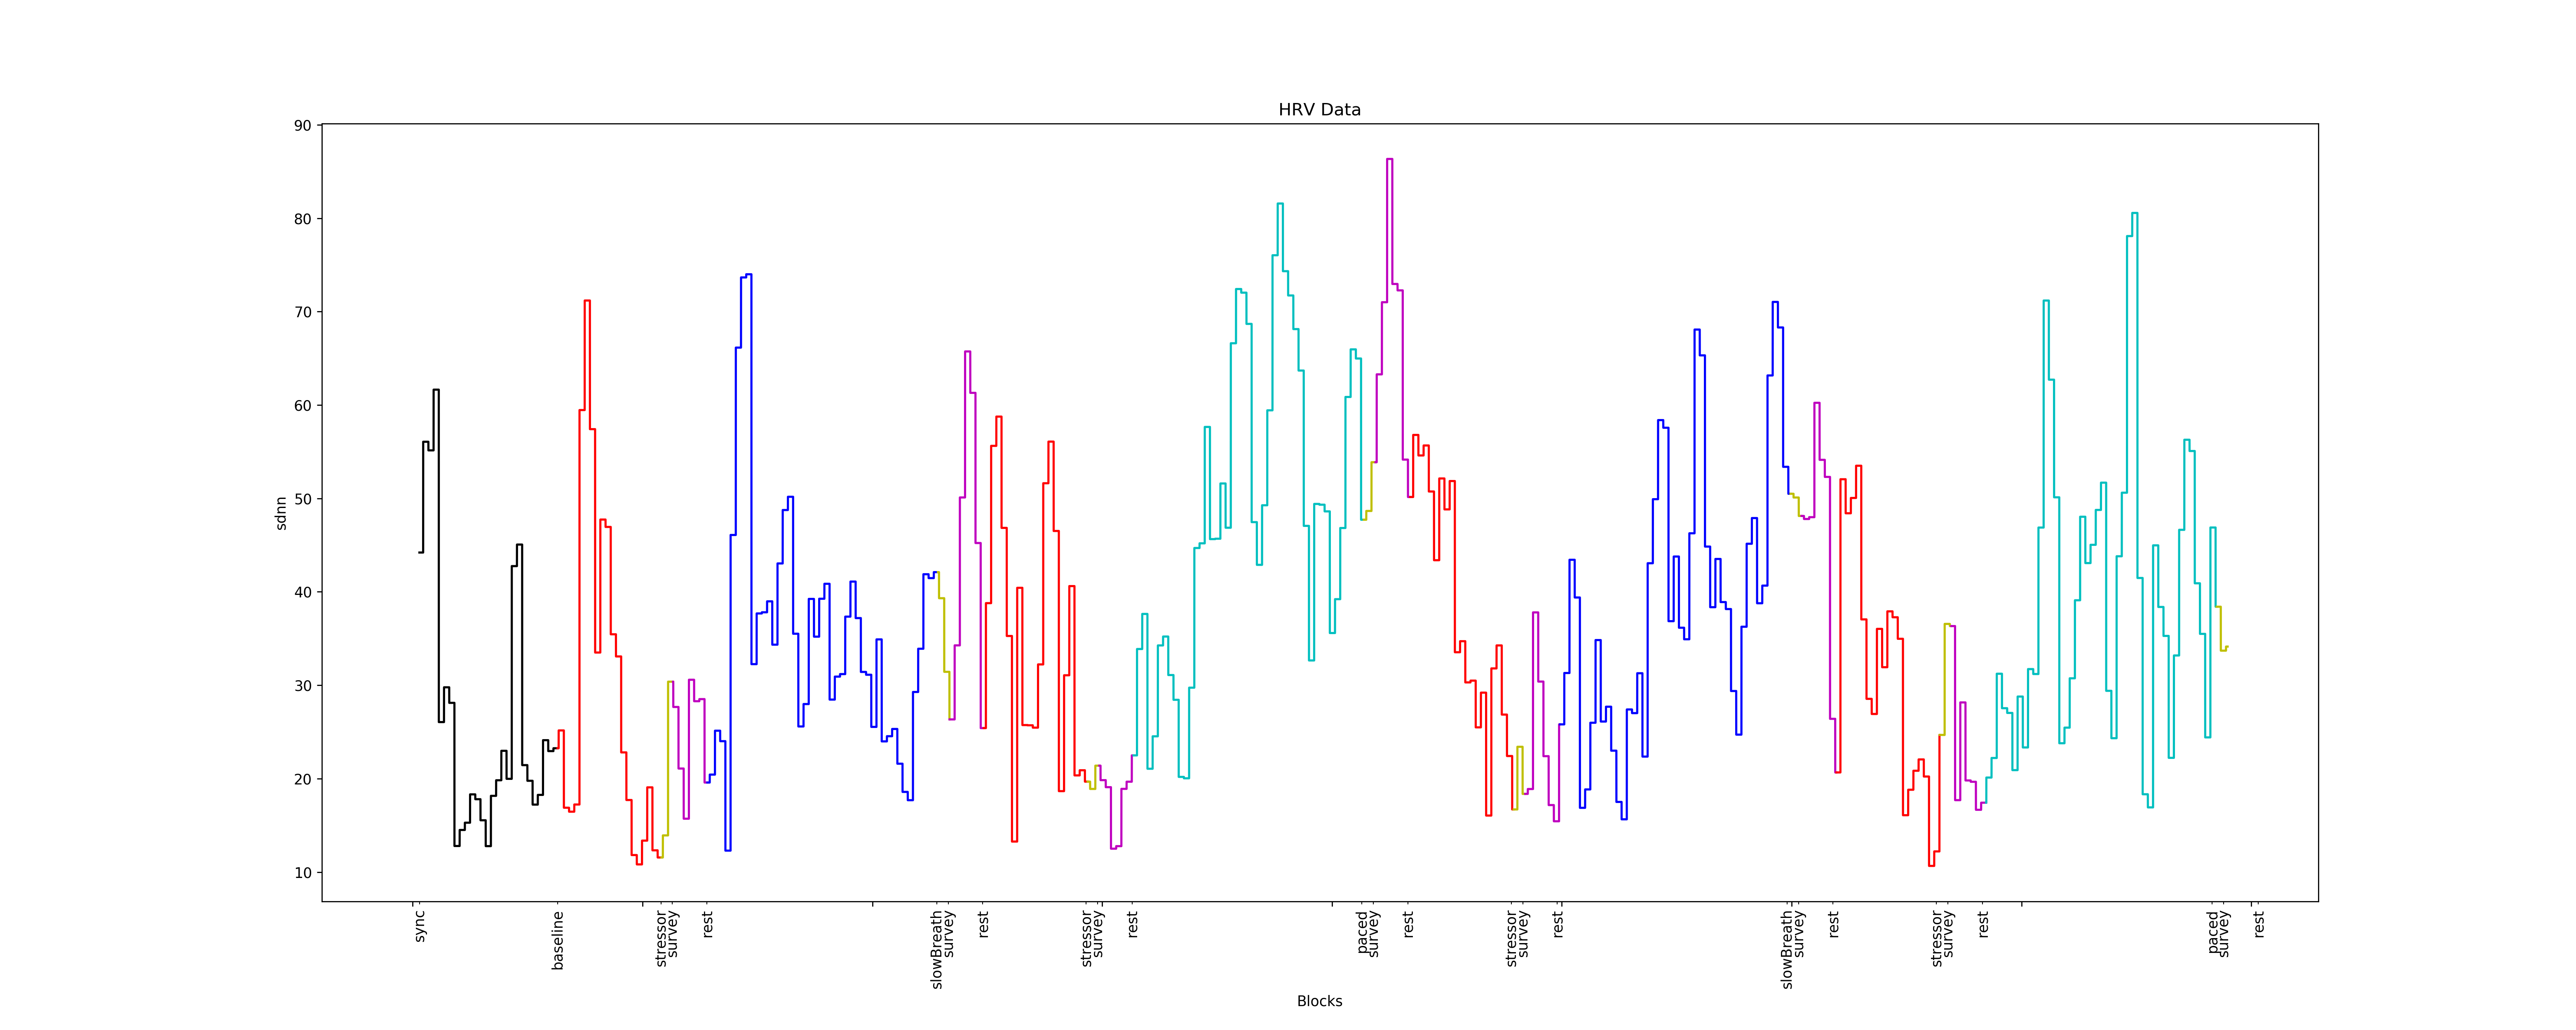 HRV Data
90
80
70
60
50
40
30
20
10
sdnn
sync
baseline
stressor
survey
rest
slowBreath
survey
rest
stressor
survey
rest
paced
survey
rest
stressor
survey
rest
slowBreath
survey
rest
stressor
survey
rest
paced
survey
rest
Blocks